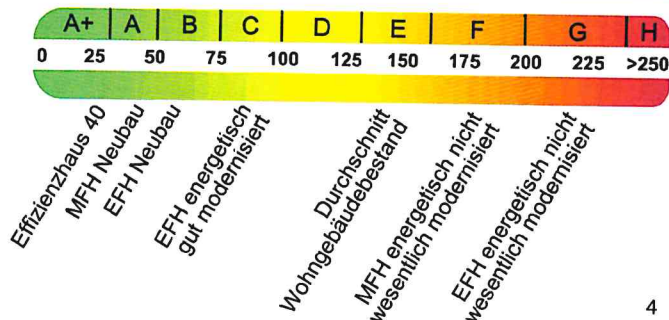 A+ A B C D E F G H
0 25 50 75 100 125 150 175 200 225 >250
Effizienzhaus 40
MFH Neubau
EFH Neubau
EFH energetisch
gut modernisiert
Durchschnitt
Wohngebäudebestand
MFH energetisch nicht
wesentlich modernisiert
EFH energetisch nicht
wesentlich modernisiert
4